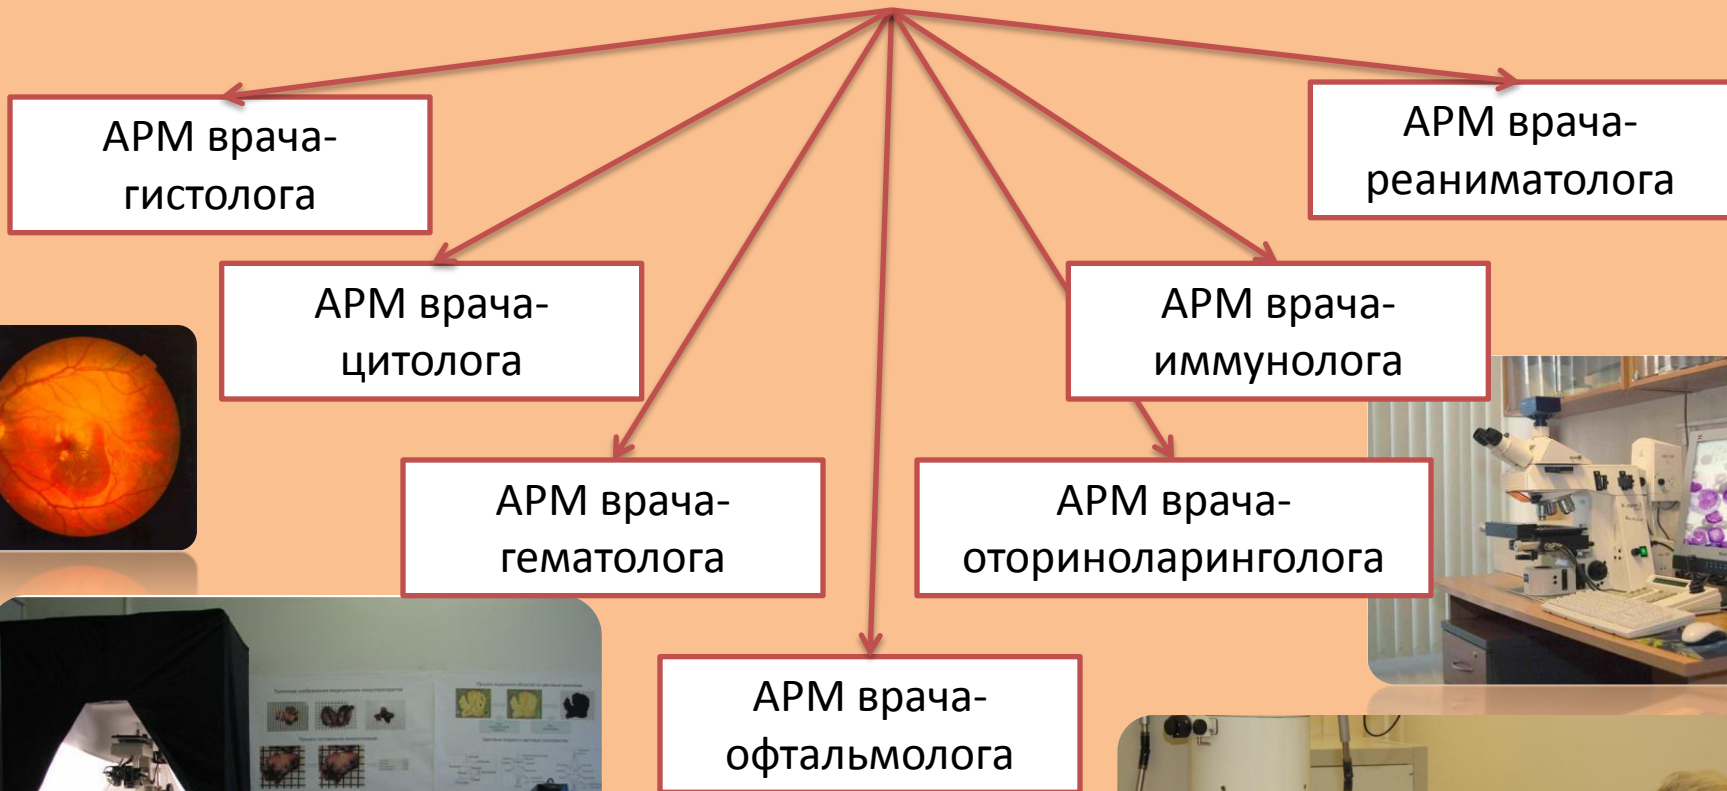 АРМ врача-
гистолога
АРМ врача-
реаниматолога
АРМ врача-
цитолога
АРМ врача-
иммунолога
АРМ врача-
гематолога
АРМ врача-
оториноларинголога
АРМ врача-
офтальмолога